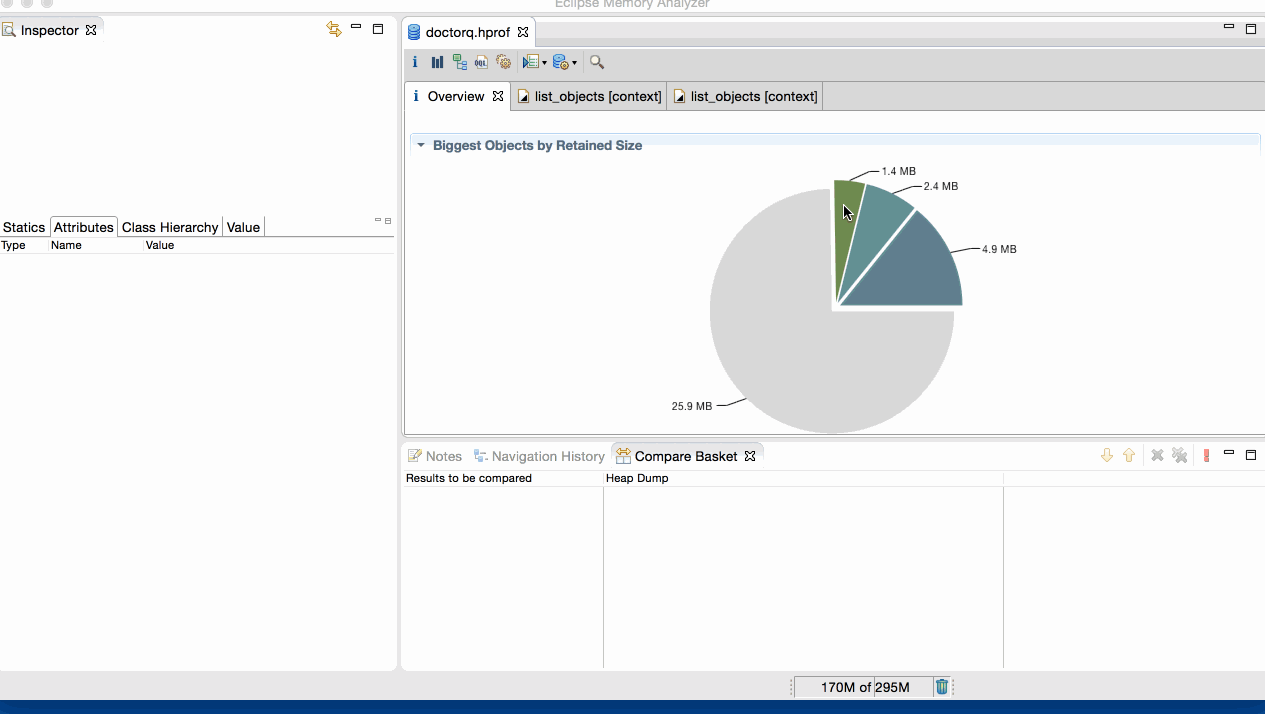 Eclipse Memory Analyzer
Inspector
doctorq.hprof
i OQL
i Overview list_objects [context] list_objects [context]
Biggest Objects by Retained Size
1.4 MB
2.4 MB
4.9 MB
25.9 MB
Statics Attributes Class Hierarchy Value
Type Name Value
Notes Navigation History Compare Basket
Results to be compared Heap Dump
170M of 295M